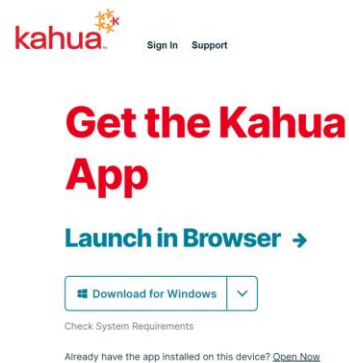 kahua
Sign In Support
Get the Kahua
App
Launch in Browser →
Download for Windows
Check System Requirements
Already have the app installed on this device? Open Now